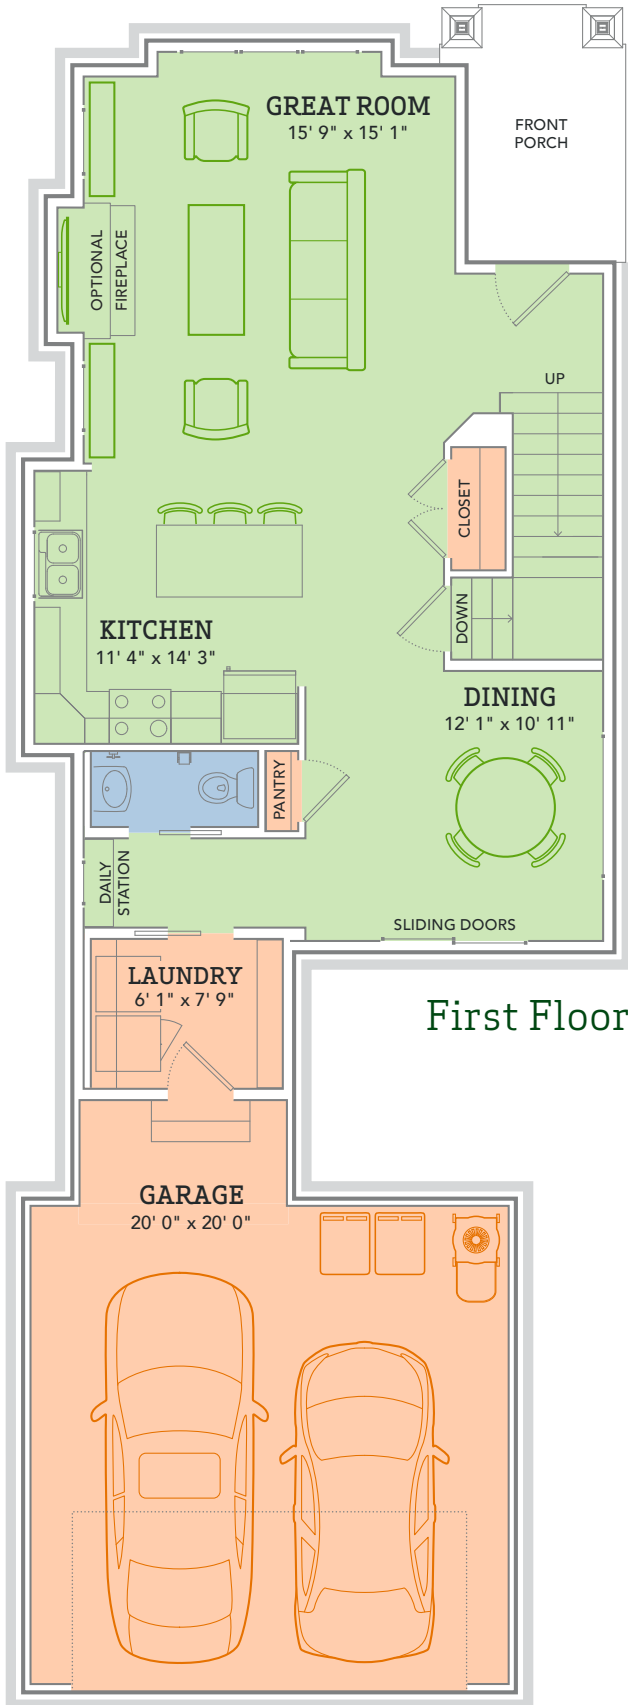 GREAT ROOM
15' 9" x 15' 1"
FRONT
PORCH
OPTIONAL
FIREPLACE
UP
CLOSET
DOWN
KITCHEN
11' 4" x 14' 3"
DINING
12' 1" x 10' 11"
PANTRY
DAILY
STATION
SLIDING DOORS
LAUNDRY
6' 1" x 7' 9"
First Floor
GARAGE
20' 0" x 20' 0"